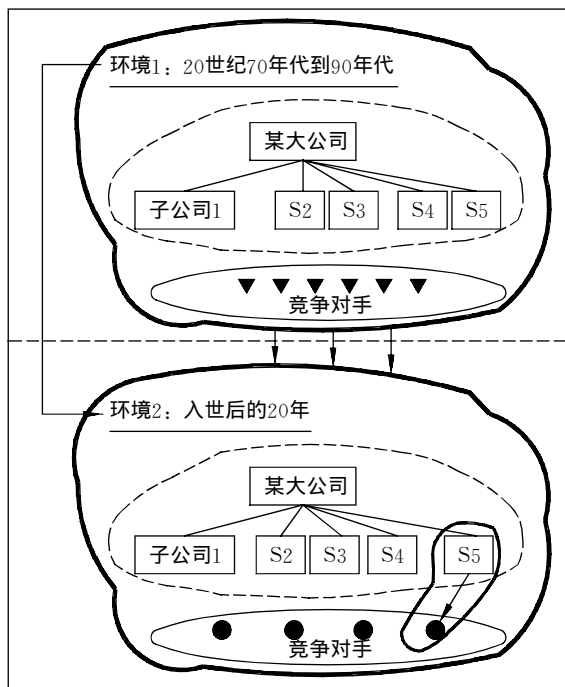 环境1：20世纪70年代到90年代
某大公司
子公司1 S2 S3 S4 S5
竞争对手
环境2：入世后的20年
某大公司
子公司1 S2 S3 S4 S5
竞争对手